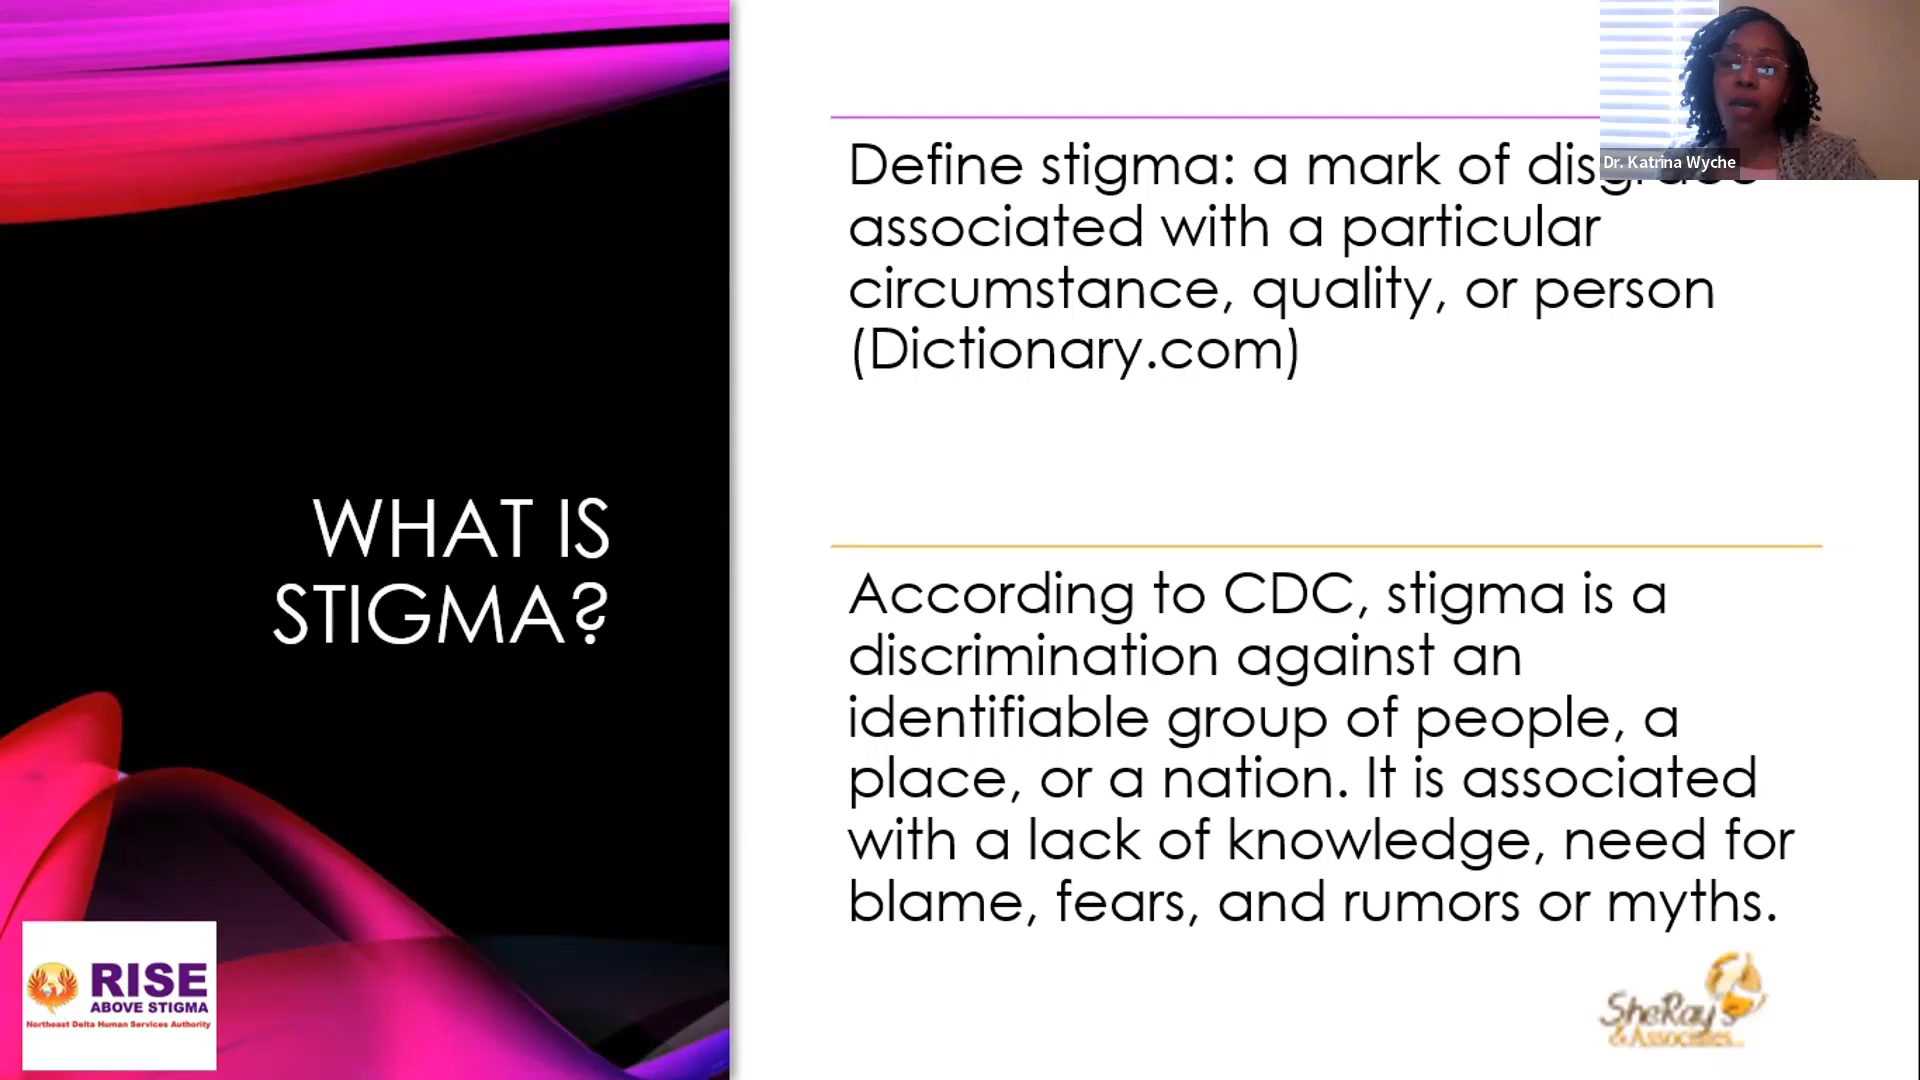 WHAT IS
STIGMA?
Define stigma: a mark of
associated with a particular
circumstance, quality, or person
(Dictionary.com)
According to CDC, stigma is a
discrimination against an
identifiable group of people, a
place, or a nation. It is associated
with a lack of knowledge, need for
blame, fears, and rumors or myths.
Dr. Katrina Wyche
RISE
ABOVE STIGMA
Northeast Delta Human Services Authority
SheRay's
& Associates